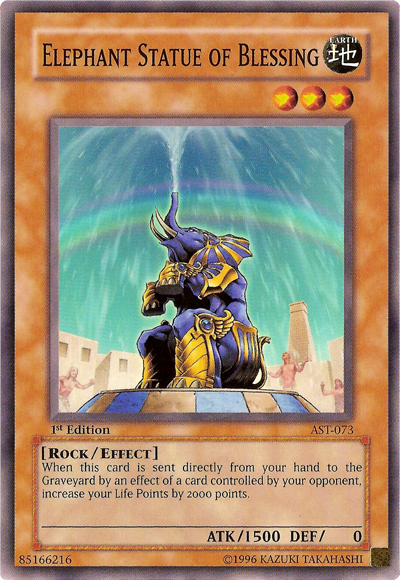 ELEPHANT STATUE OF BLESSING
EARTH
地
1st Edition
AST-073
[ROCK/EFFECT]
When this card is sent directly from your hand to the
Graveyard by an effect of a card controlled by your opponent,
increase your Life Points by 2000 points.
ATK/1500 DEF/ 0
85166216
©1996 KAZUKI TAKAHASHI